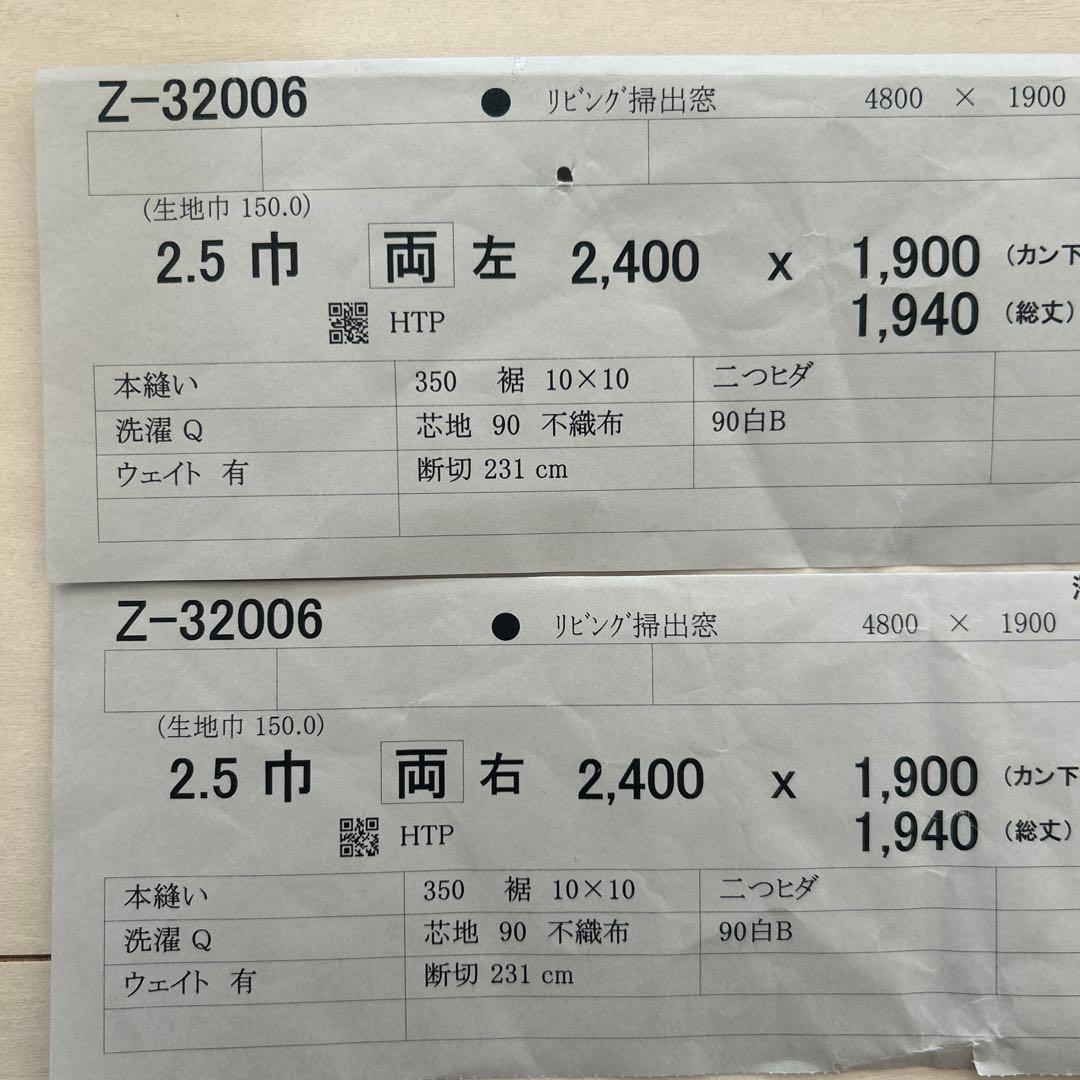 Z-32006 ● ﾘﾋﾞﾝｸﾞ掃出窓 4800 × 1900
(生地巾 150.0)
2.5 巾 両 左 2,400 x 1,900 (カン下
1,940 (総丈)
HTP
本縫い 350 裾 10×10 二つヒダ
洗濯 Q 芯地 90 不織布 90白B
ウェイト 有 断切 231 cm
Z-32006 ● ﾘﾋﾞﾝｸﾞ掃出窓 4800 × 1900
(生地巾 150.0)
2.5 巾 両 右 2,400 x 1,900 (カン下
1,940 (総丈)
HTP
本縫い 350 裾 10×10 二つヒダ
洗濯 Q 芯地 90 不織布 90白B
ウェイト 有 断切 231 cm